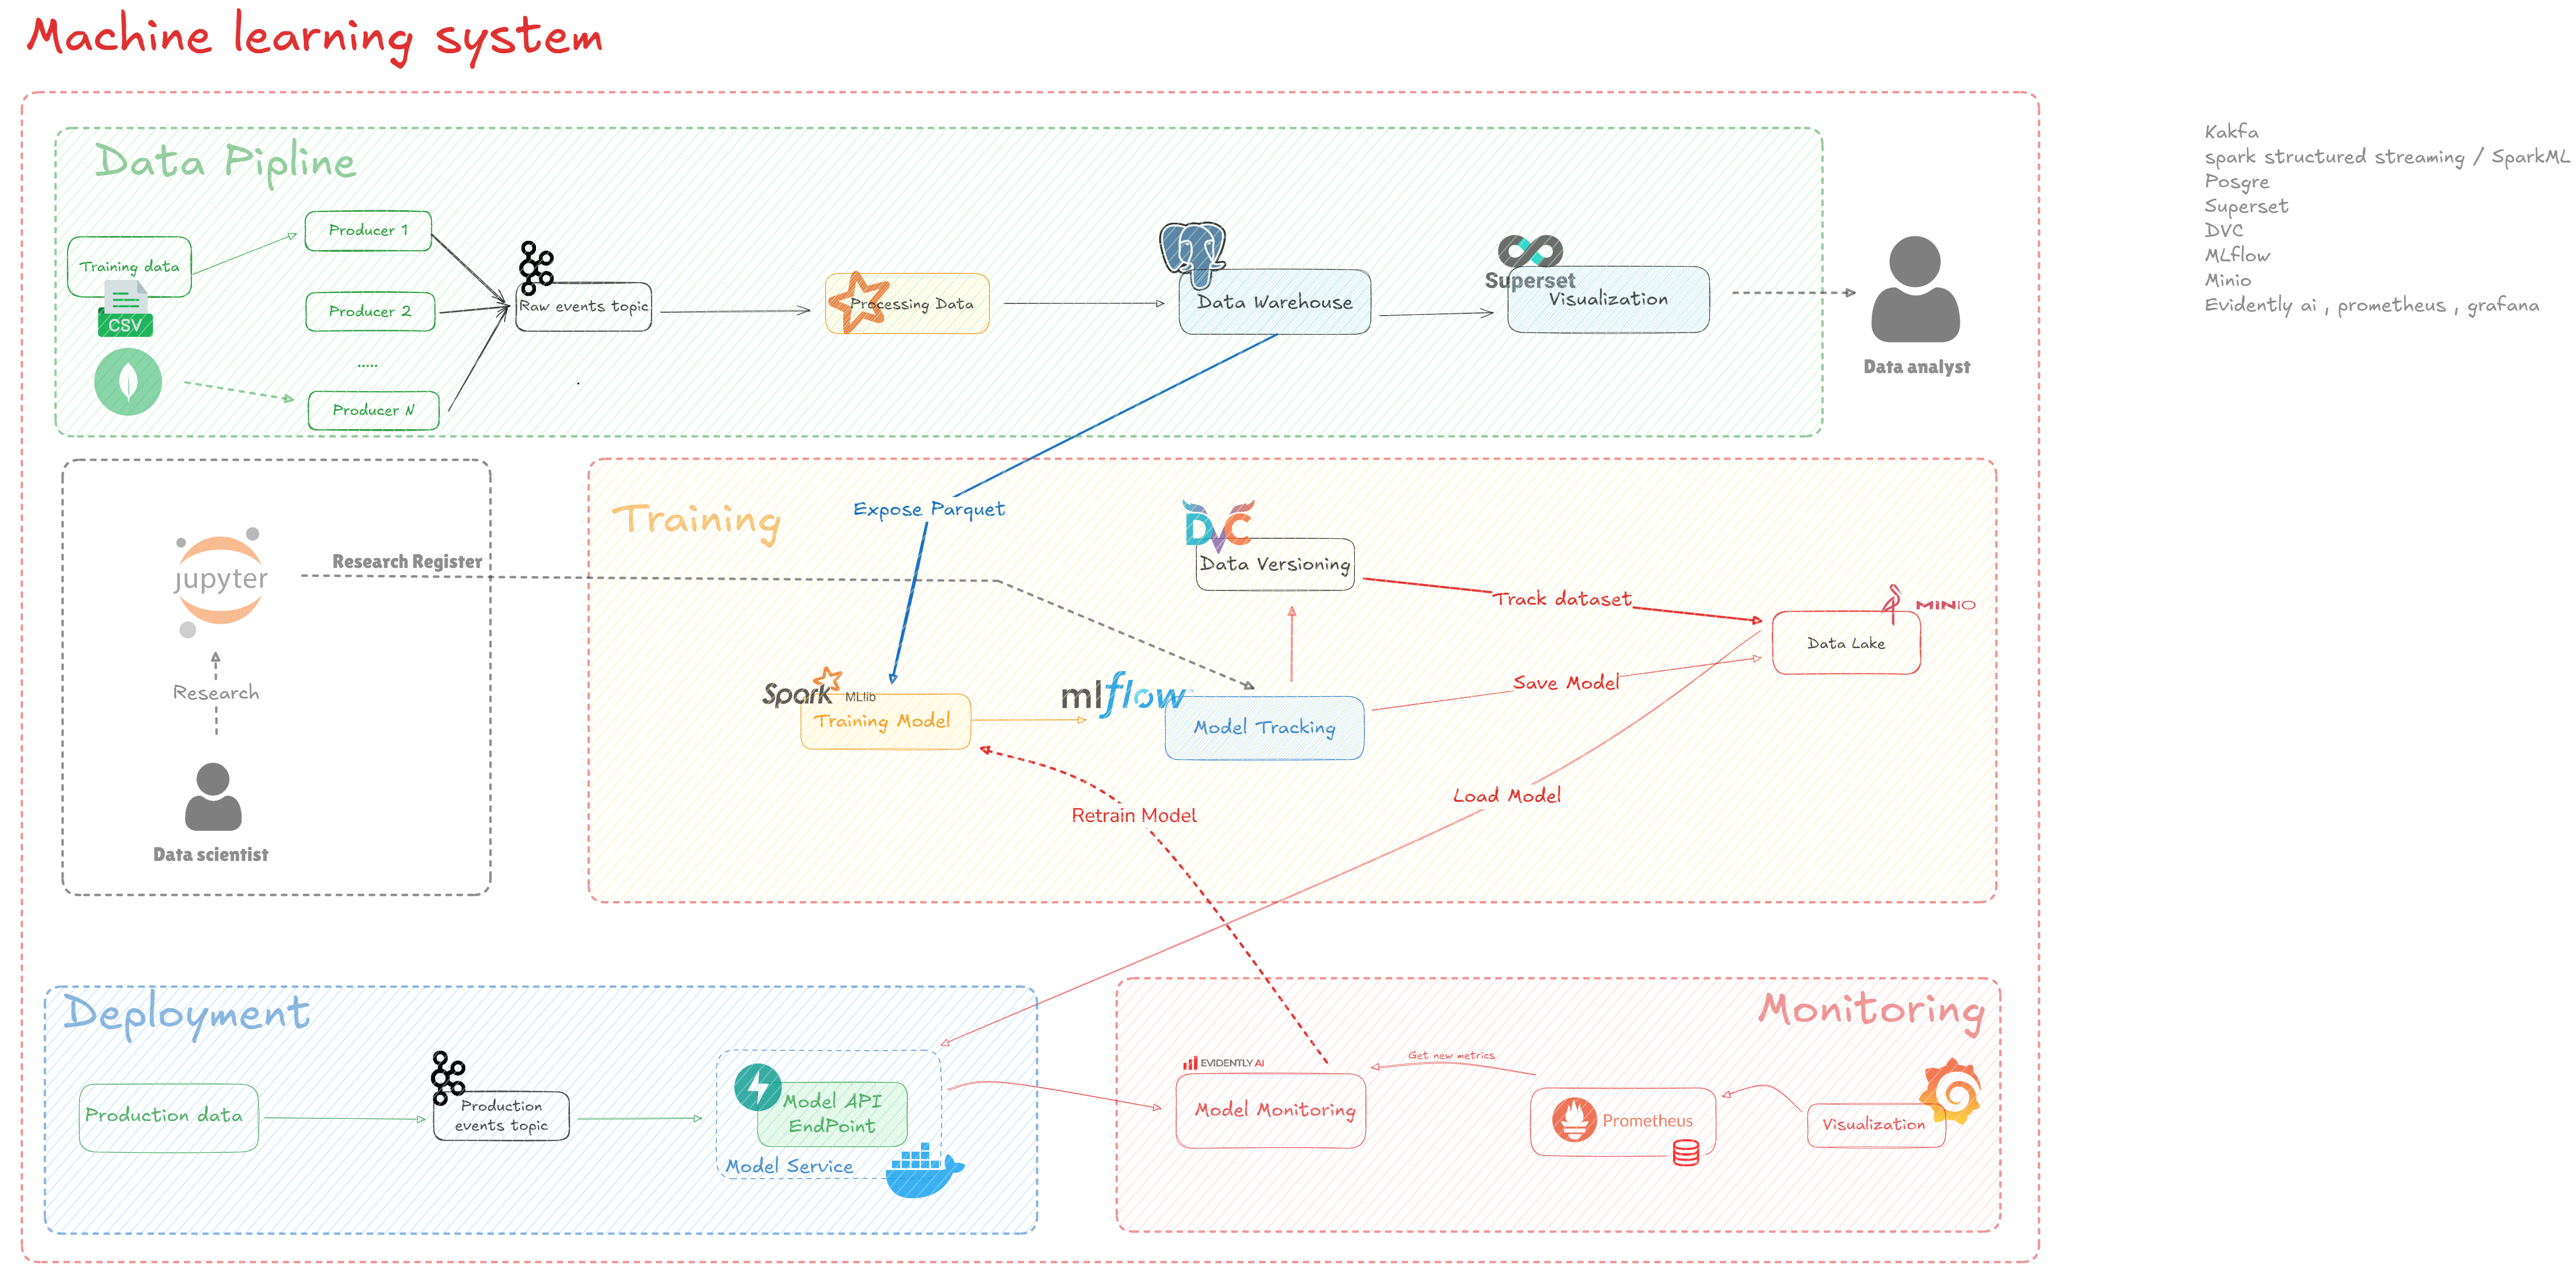 Machine learning system
Data Pipline
Training data
CSV
Producer 1
Producer 2
.....
Producer N
Raw events topic
Processing Data
Data Warehouse
Superset
Visualization
Data analyst
Kakfa
spark structured streaming / SparkML
Posgre
Superset
DVC
MLflow
Minio
Evidently ai , prometheus , grafana
jupyter
Research Register
Research
Data scientist
Training
Expose Parquet
DVC
Data Versioning
Track dataset
MINIO
Data Lake
Spark MLlib
Training Model
mlflow
Model Tracking
Save Model
Load Model
Retrain Model
Deployment
Production data
Production
events topic
Model API
EndPoint
Model Service
Monitoring
EVIDENTLY AI
Model Monitoring
Get new metrics
Prometheus
Visualization